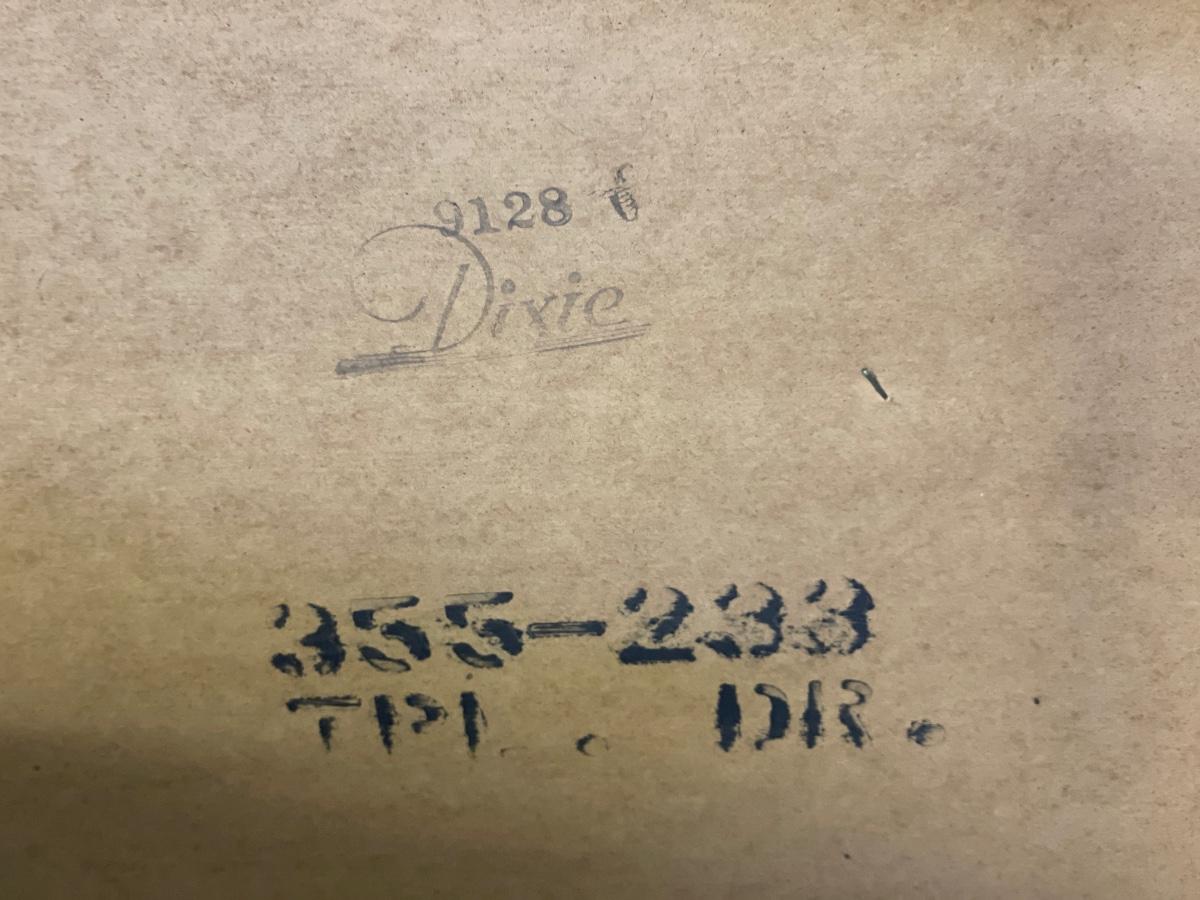 9128
Dixie
355-233
TPL. DR.